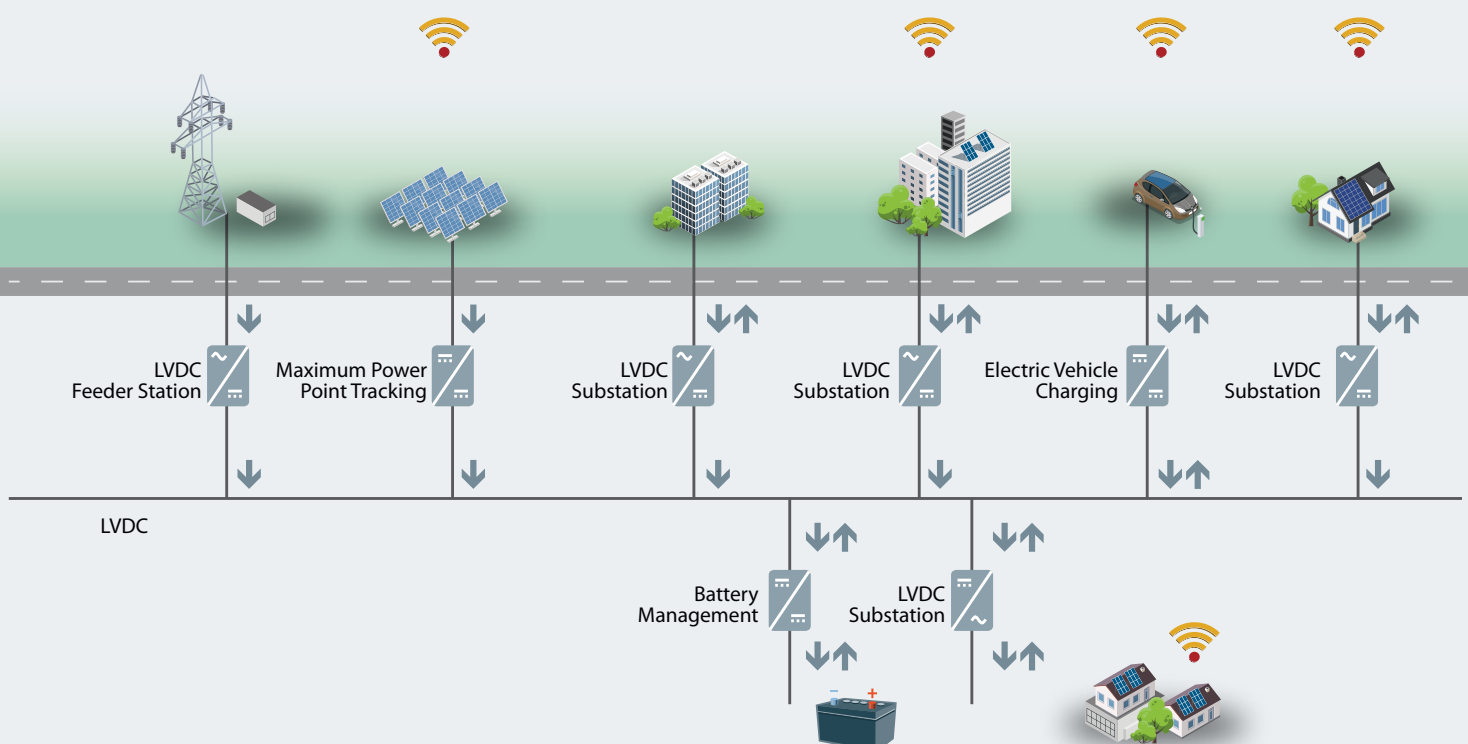 LVDC
Feeder Station
Maximum Power
Point Tracking
LVDC
Substation
LVDC
Substation
Electric Vehicle
Charging
LVDC
Substation
LVDC
Battery
Management
LVDC
Substation
− +